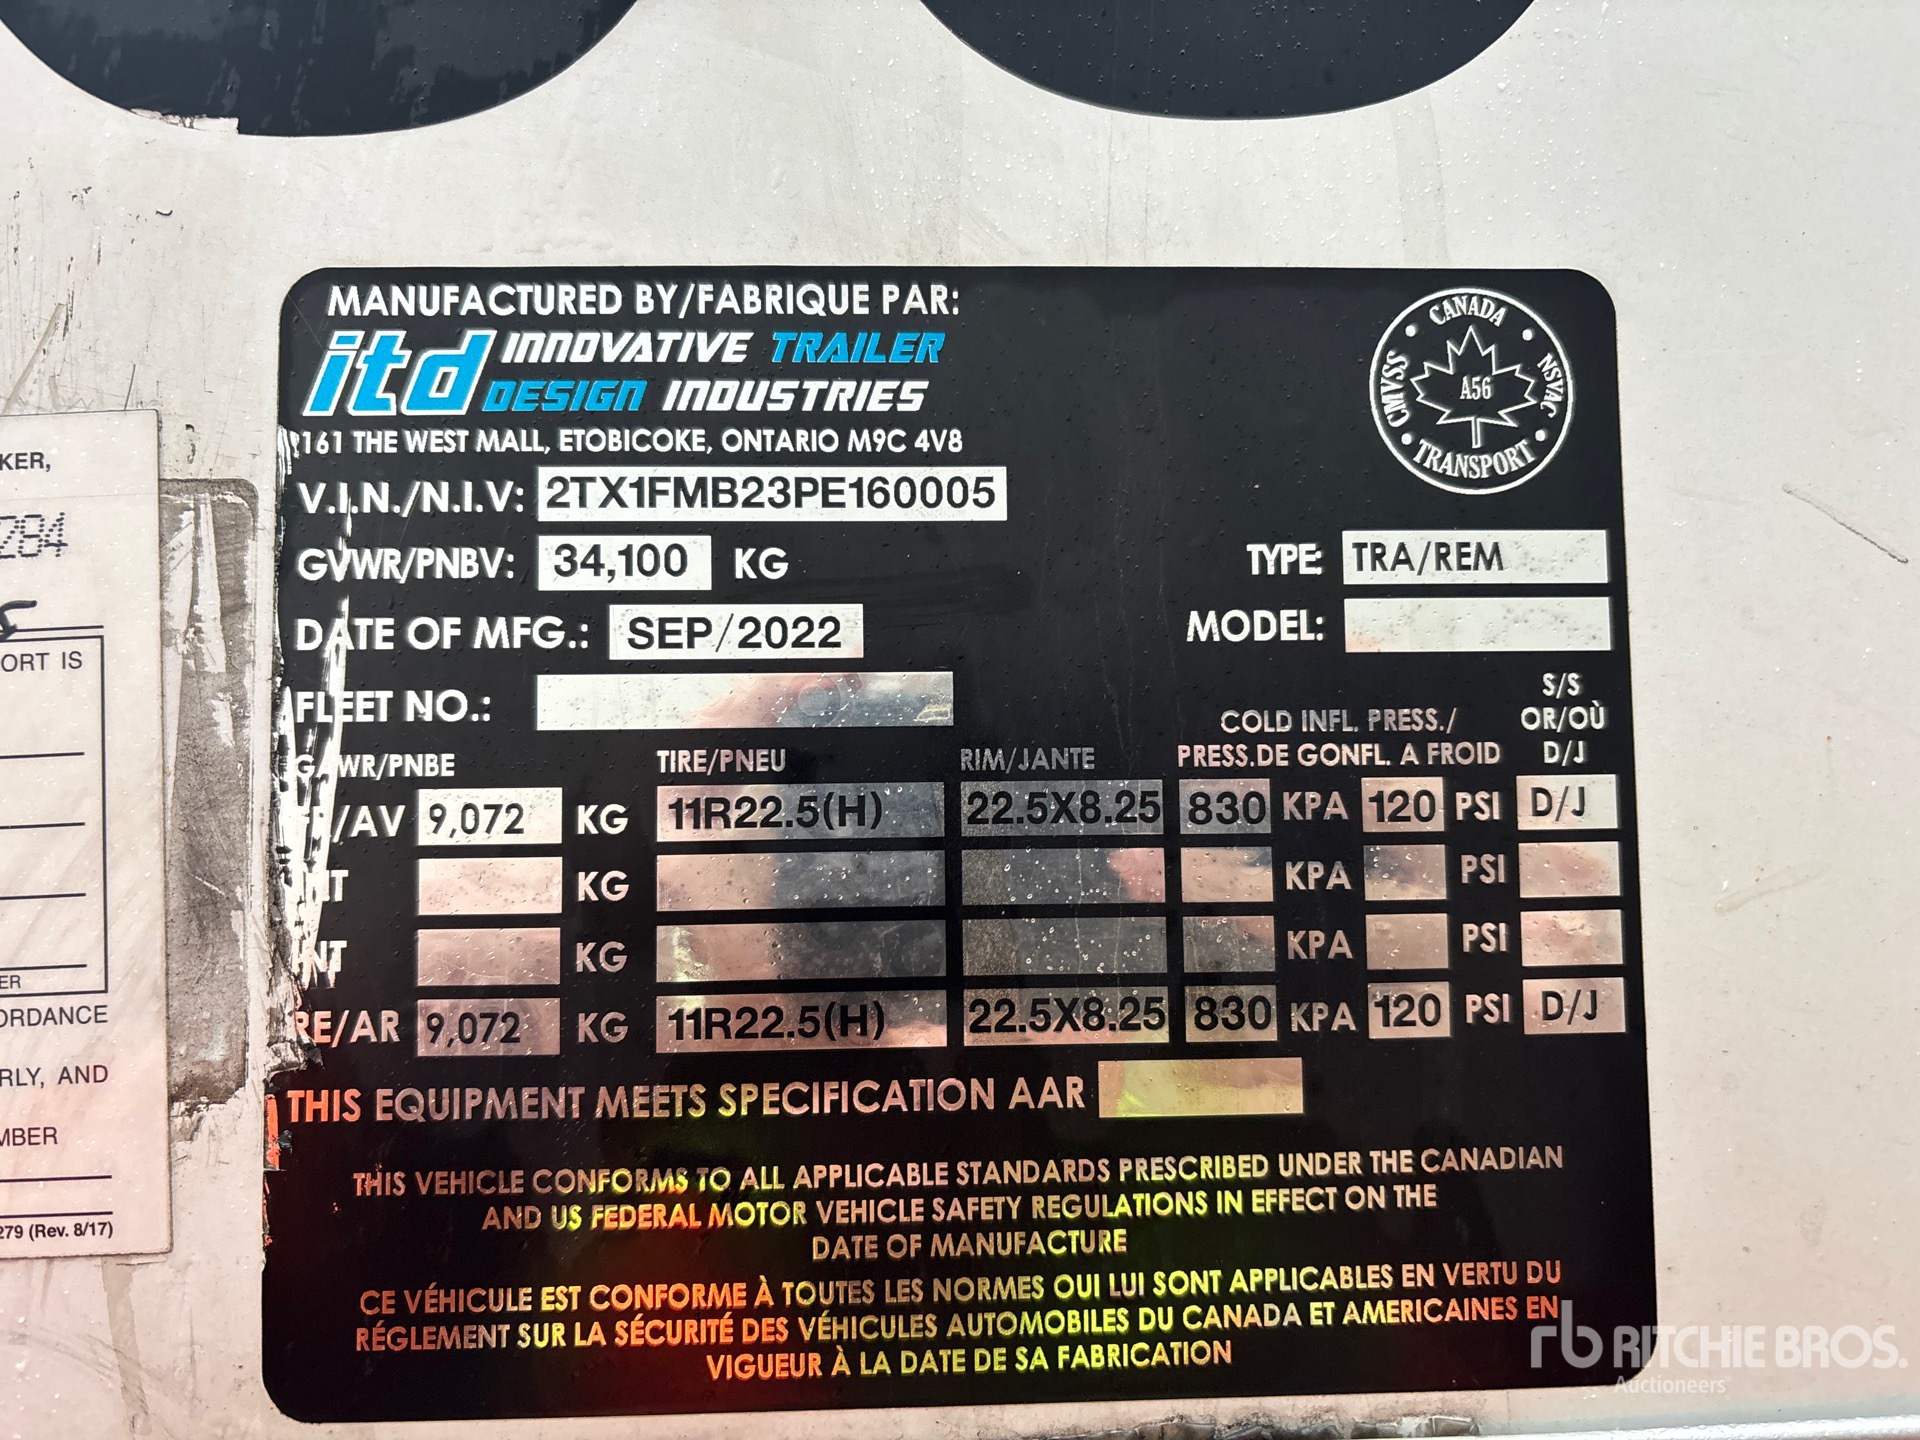 MANUFACTURED BY/FABRIQUE PAR:
itd INNOVATIVE TRAILER
DESIGN INDUSTRIES
161 THE WEST MALL, ETOBICOKE, ONTARIO M9C 4V8
CANADA
CMVSS
NSVAC
A56
TRANSPORT
V.I.N./N.I.V: 2TX1FMB23PE160005
GVWR/PNBV: 34,100 KG
TYPE: TRA/REM
DATE OF MFG.: SEP/2022
MODEL:
FLEET NO.:
S/S
COLD INFL. PRESS./ OR/OÙ
GAWR/PNBE TIRE/PNEU RIM/JANTE PRESS.DE GONFL. A FROID D/J
/AV 9,072 KG 11R22.5(H) 22.5X8.25 830 KPA 120 PSI D/J
INT KG KPA PSI
INT KG KPA PSI
RE/AR 9,072 KG 11R22.5(H) 22.5X8.25 830 KPA 120 PSI D/J
THIS EQUIPMENT MEETS SPECIFICATION AAR
THIS VEHICLE CONFORMS TO ALL APPLICABLE STANDARDS PRESCRIBED UNDER THE CANADIAN
AND US FEDERAL MOTOR VEHICLE SAFETY REGULATIONS IN EFFECT ON THE
DATE OF MANUFACTURE
CE VÉHICULE EST CONFORME À TOUTES LES NORMES QUI LUI SONT APPLICABLES EN VERTU DU
RÉGLEMENT SUR LA SÉCURITÉ DES VÉHICULES AUTOMOBILES DU CANADA ET AMERICAINES EN
VIGUEUR À LA DATE DE SA FABRICATION
KER,
284
ORT IS
ER
ORDANCE
RLY, AND
MBER
279 (Rev. 8/17)
rb RITCHIE BROS.
Auctioneers